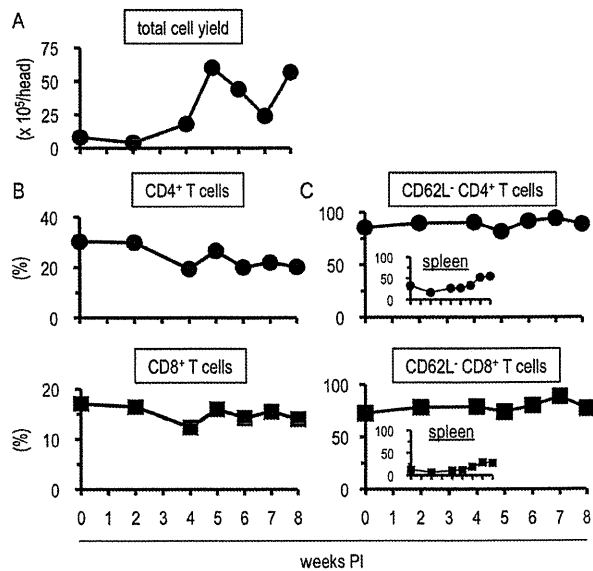 A
total cell yield
75
50
25
0
(x 10⁵/head)
B
CD4⁺ T cells
40
20
0
(%)
C
CD62L⁻ CD4⁺ T cells
100
50
0
spleen
100
50
0
CD8⁺ T cells
20
10
0
(%)
0 1 2 3 4 5 6 7 8
CD62L⁻ CD8⁺ T cells
100
50
0
spleen
100
50
0
0 1 2 3 4 5 6 7 8
weeks PI